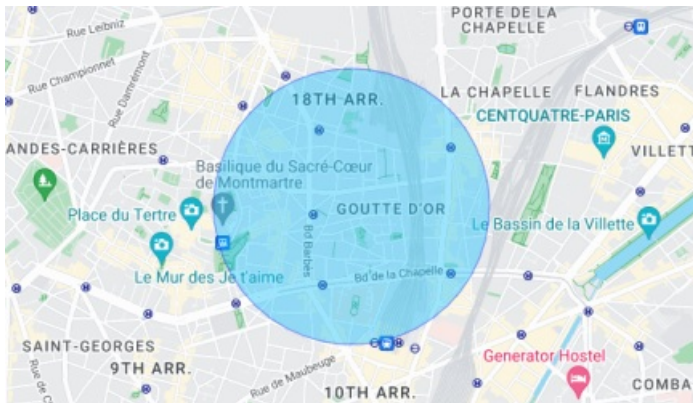 PORTE DE LA
CHAPELLE
Rue Leibniz
Rue Championnet
Rue Damrémont
18TH ARR.
LA CHAPELLE
FLANDRES
CENTQUATRE-PARIS
ANDES-CARRIÈRES
VILLETT
Basilique du Sacré-Cœur
de Montmartre
Place du Tertre
GOUTTE D'OR
Le Bassin de la Villette
Bd Barbès
Le Mur des Je t'aime
Bd de la Chapelle
SAINT-GEORGES
9TH ARR.
Generator Hostel
Rue de Maubeuge
10TH ARR.
COMBA